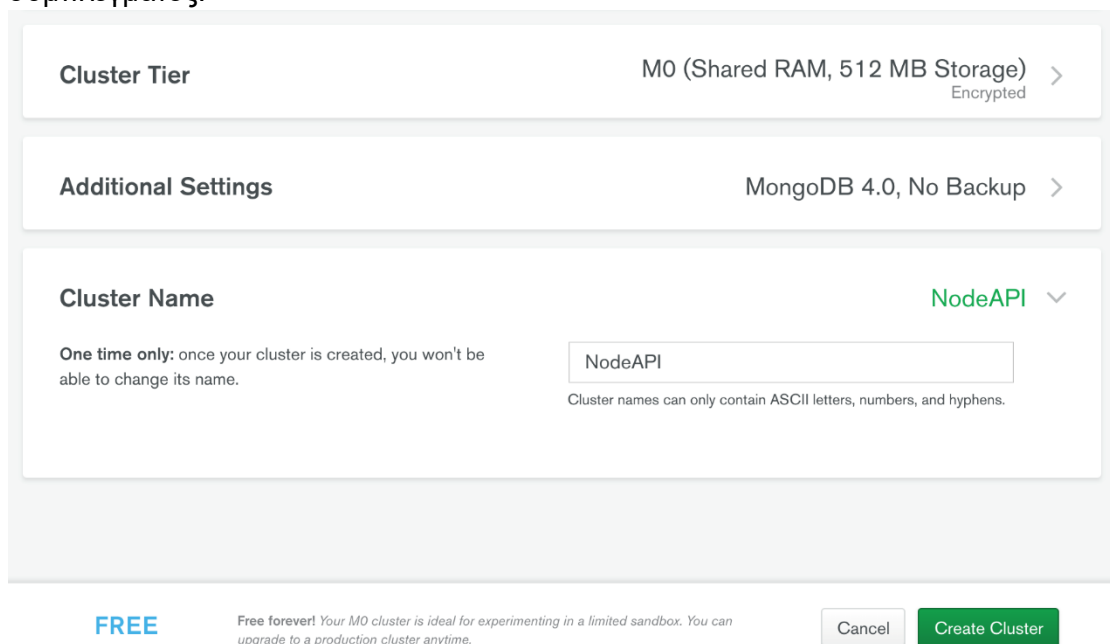 συμπλέγματος.
Cluster Tier
M0 (Shared RAM, 512 MB Storage)
Encrypted
Additional Settings
MongoDB 4.0, No Backup
Cluster Name
NodeAPI
One time only: once your cluster is created, you won't be
able to change its name.
NodeAPI
Cluster names can only contain ASCII letters, numbers, and hyphens.
FREE
Free forever! Your M0 cluster is ideal for experimenting in a limited sandbox. You can
upgrade to a production cluster anytime.
Cancel
Create Cluster